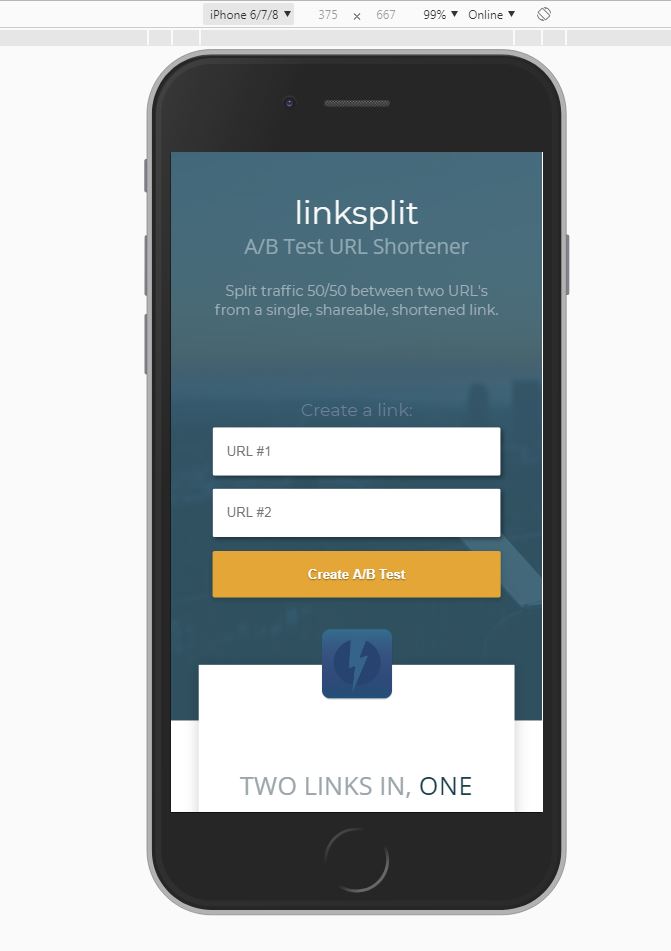 iPhone 6/7/8 ▼ 375 × 667 99% ▼ Online ▼
linksplit
A/B Test URL Shortener
Split traffic 50/50 between two URL's
from a single, shareable, shortened link.
Create a link:
URL #1
URL #2
Create A/B Test
TWO LINKS IN, ONE